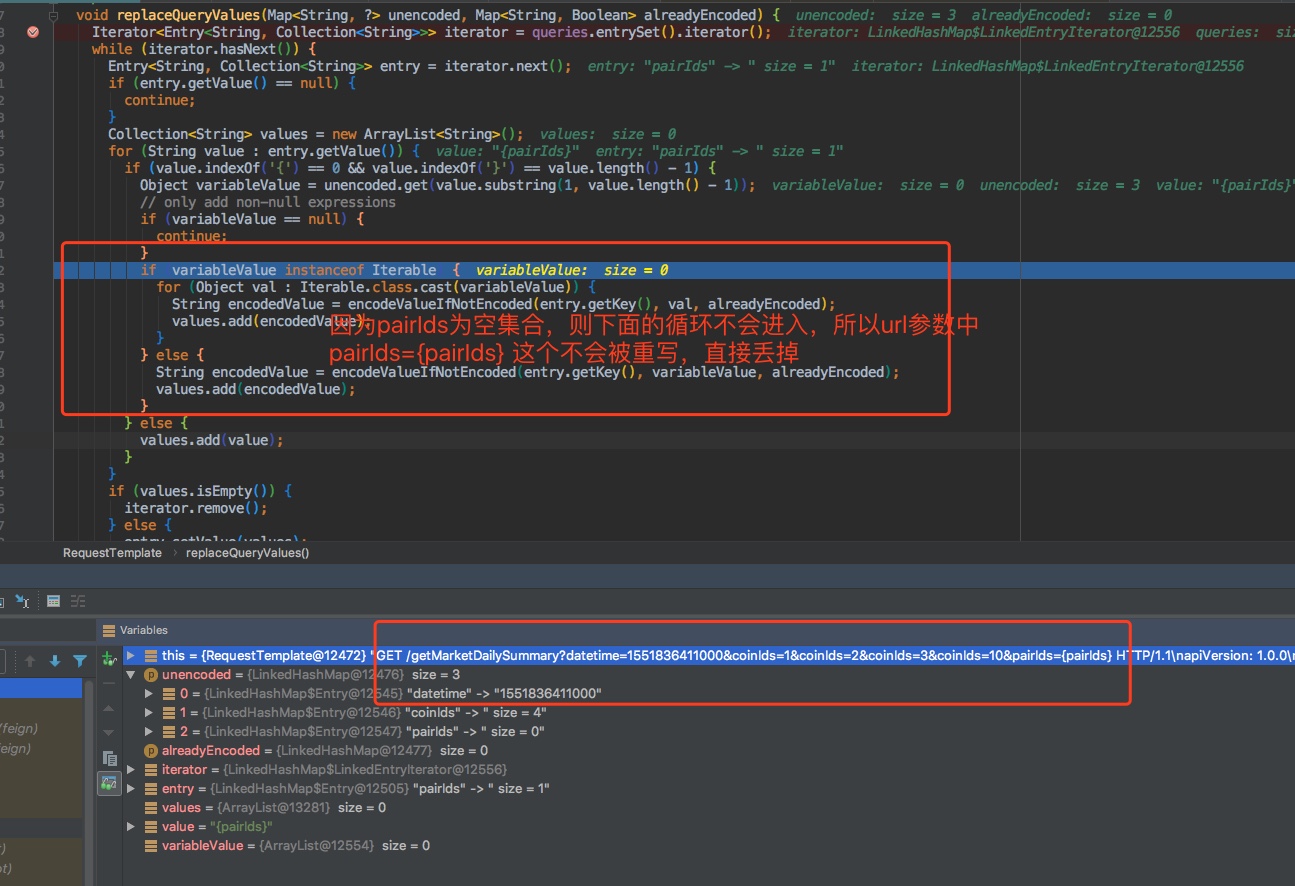 void replaceQueryValues(Map<String, ?> unencoded, Map<String, Boolean> alreadyEncoded) {  unencoded:  size = 3  alreadyEncoded:  size = 0
Iterator<Entry<String, Collection<String>>> iterator = queries.entrySet().iterator();  iterator: LinkedHashMap$LinkedEntryIterator@12556  queries:
while (iterator.hasNext()) {
Entry<String, Collection<String>> entry = iterator.next();  entry: "pairIds" -> " size = 1"  iterator: LinkedHashMap$LinkedEntryIterator@12556
if (entry.getValue() == null) {
continue;
}
Collection<String> values = new ArrayList<String>();  values:  size = 0
for (String value : entry.getValue()) {  value: "{pairIds}"  entry: "pairIds" -> " size = 1"
if (value.indexOf('{') == 0 && value.indexOf('}') == value.length() - 1) {
Object variableValue = unencoded.get(value.substring(1, value.length() - 1));  variableValue:  size = 0  unencoded:  size = 3  value: "{pairIds}"
// only add non-null expressions
if (variableValue == null) {
continue;
}
if  variableValue instanceof Iterable  {  variableValue:  size = 0
for (Object val : Iterable.class.cast(variableValue)) {
String encodedValue = encodeValueIfNotEncoded(entry.getKey(), val, alreadyEncoded);
values.add(encodedValue);
因为pairIds为空集合，则下面的循环不会进入，所以url参数中
}
pairIds={pairIds} 这个不会被重写，直接丢掉
} else {
String encodedValue = encodeValueIfNotEncoded(entry.getKey(), variableValue, alreadyEncoded);
values.add(encodedValue);
}
} else {
values.add(value);
}
}
if (values.isEmpty()) {
iterator.remove();
} else {
entry.setValue(values);
RequestTemplate › replaceQueryValues()
Variables
this = {RequestTemplate@12472} "GET /getMarketDailySummary?datetime=1551836411000&coinIds=1&coinIds=2&coinIds=3&coinIds=10&pairIds={pairIds} HTTP/1.1\napiVersion: 1.0.0\n
unencoded = {LinkedHashMap@12476}  size = 3
0 = {LinkedHashMap$Entry@12545} "datetime" -> "1551836411000"
1 = {LinkedHashMap$Entry@12546} "coinIds" -> " size = 4"
2 = {LinkedHashMap$Entry@12547} "pairIds" -> " size = 0"
alreadyEncoded = {LinkedHashMap@12477}  size = 0
iterator = {LinkedHashMap$LinkedEntryIterator@12556}
entry = {LinkedHashMap$Entry@12505} "pairIds" -> " size = 1"
values = {ArrayList@13281}  size = 0
value = "{pairIds}"
variableValue = {ArrayList@12554}  size = 0
(feign)
eign)